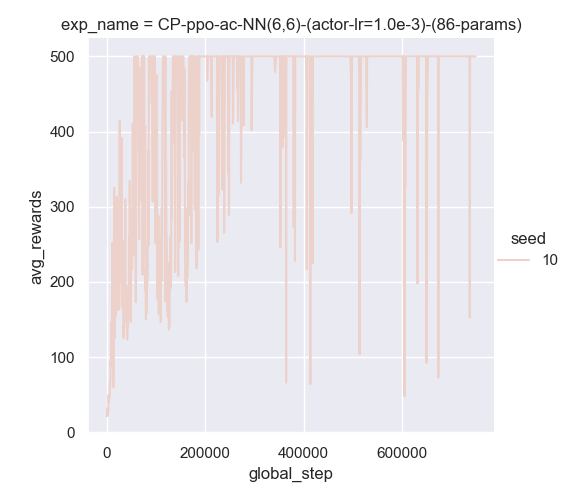 exp_name = CP-ppo-ac-NN(6,6)-(actor-lr=1.0e-3)-(86-params)
500
400
300
200
100
0
avg_rewards
0 200000 400000 600000
global_step
seed
10